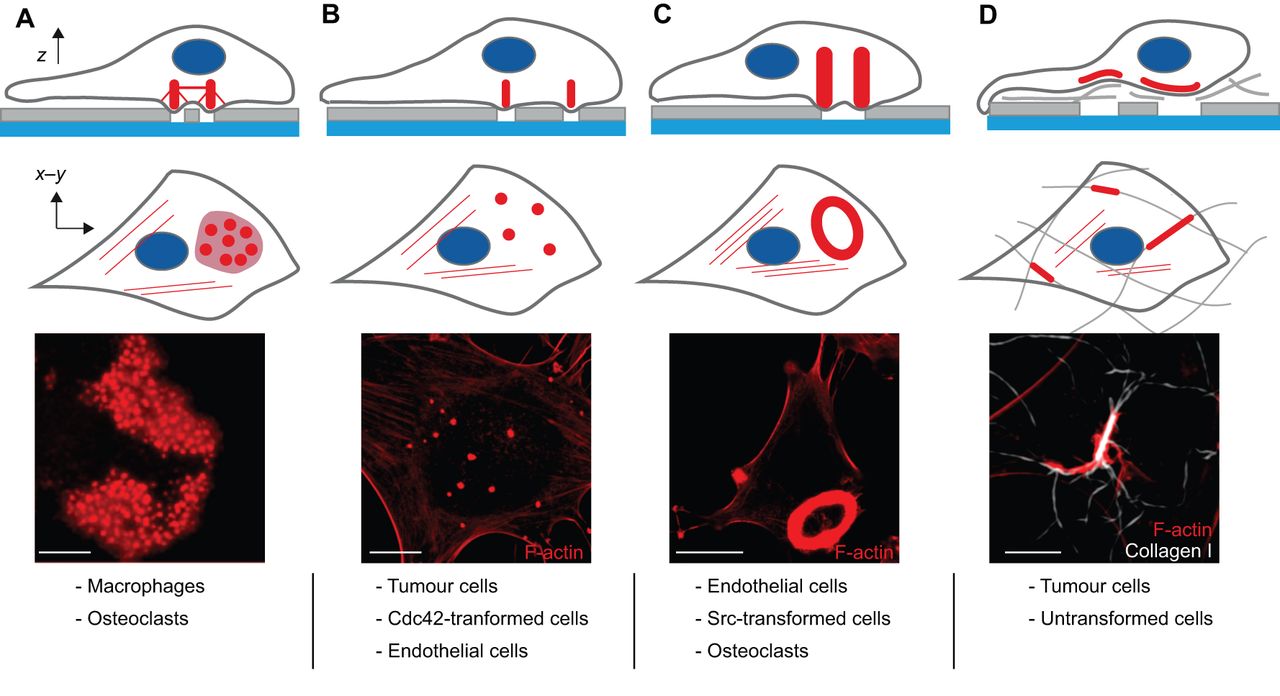 A
B
C
D
z
x–y
F-actin
F-actin
F-actin
Collagen I
- Macrophages
- Osteoclasts
- Tumour cells
- Cdc42-tranformed cells
- Endothelial cells
- Endothelial cells
- Src-transformed cells
- Osteoclasts
- Tumour cells
- Untransformed cells